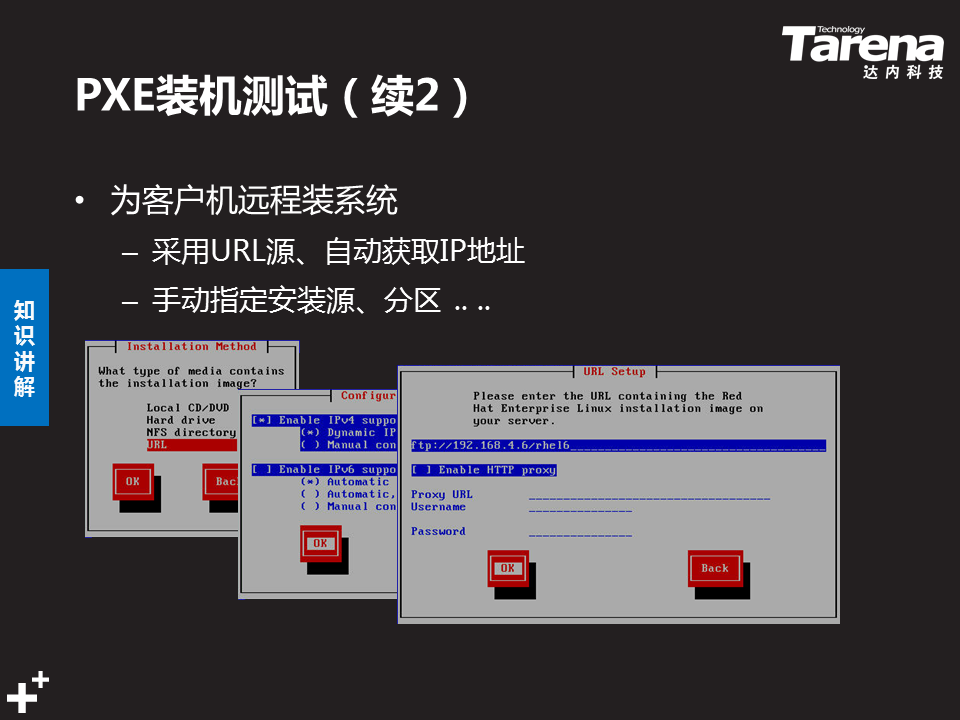 Technology
Tarena
达内科技
PXE装机测试（续2）
• 为客户机远程装系统
– 采用URL源、自动获取IP地址
– 手动指定安装源、分区 .. ..
知识讲解
Installation Method
What type of media contains
the installation image?
Local CD/DVD
Hard drive
NFS directory
URL
OK
Bac
Configur
[*] Enable IPv4 suppo
(*) Dynamic IP
( ) Manual con
[ ] Enable IPv6 suppo
(*) Automatic
( ) Automatic,
( ) Manual con
OK
URL Setup
Please enter the URL containing the Red
Hat Enterprise Linux installation image on
your server.
ftp://192.168.4.6/rhel6
[ ] Enable HTTP proxy
Proxy URL
Username
Password
OK
Back